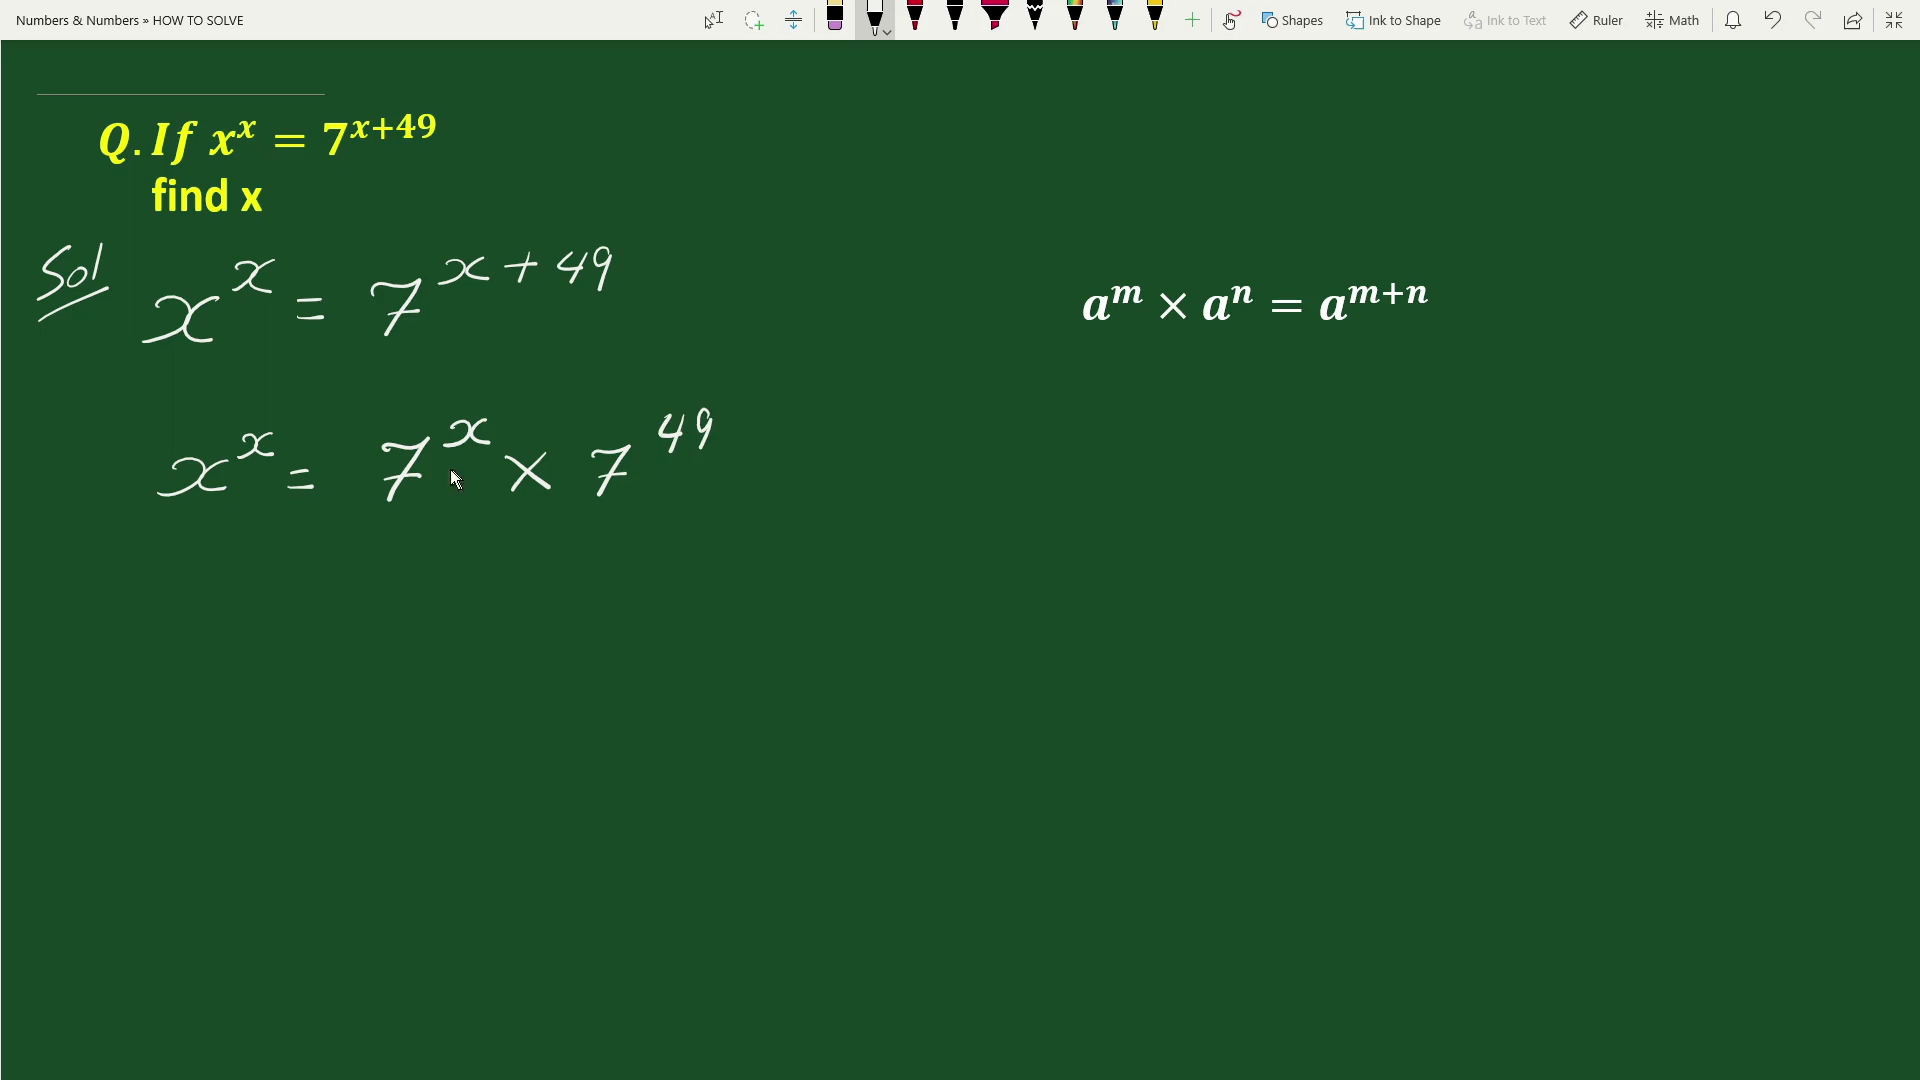 Numbers & Numbers » HOW TO SOLVE
Shapes Ink to Shape Ink to Text Ruler Math
Q. If x^x = 7^{x+49}
find x
Sol
x^x = 7^{x+49}
a^m × a^n = a^{m+n}
x^x = 7^x × 7^{49}